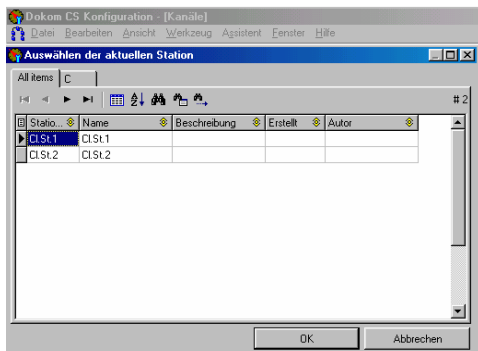 Dokom CS Konfiguration - [Kanäle]
Datei Bearbeiten Ansicht Werkzeug Assistent Fenster Hilfe
Auswählen der aktuellen Station
All items C
# 2
Statio... Name Beschreibung Erstellt Autor
Cl.St.1 Cl.St.1
Cl.St.2 Cl.St.2
OK Abbrechen